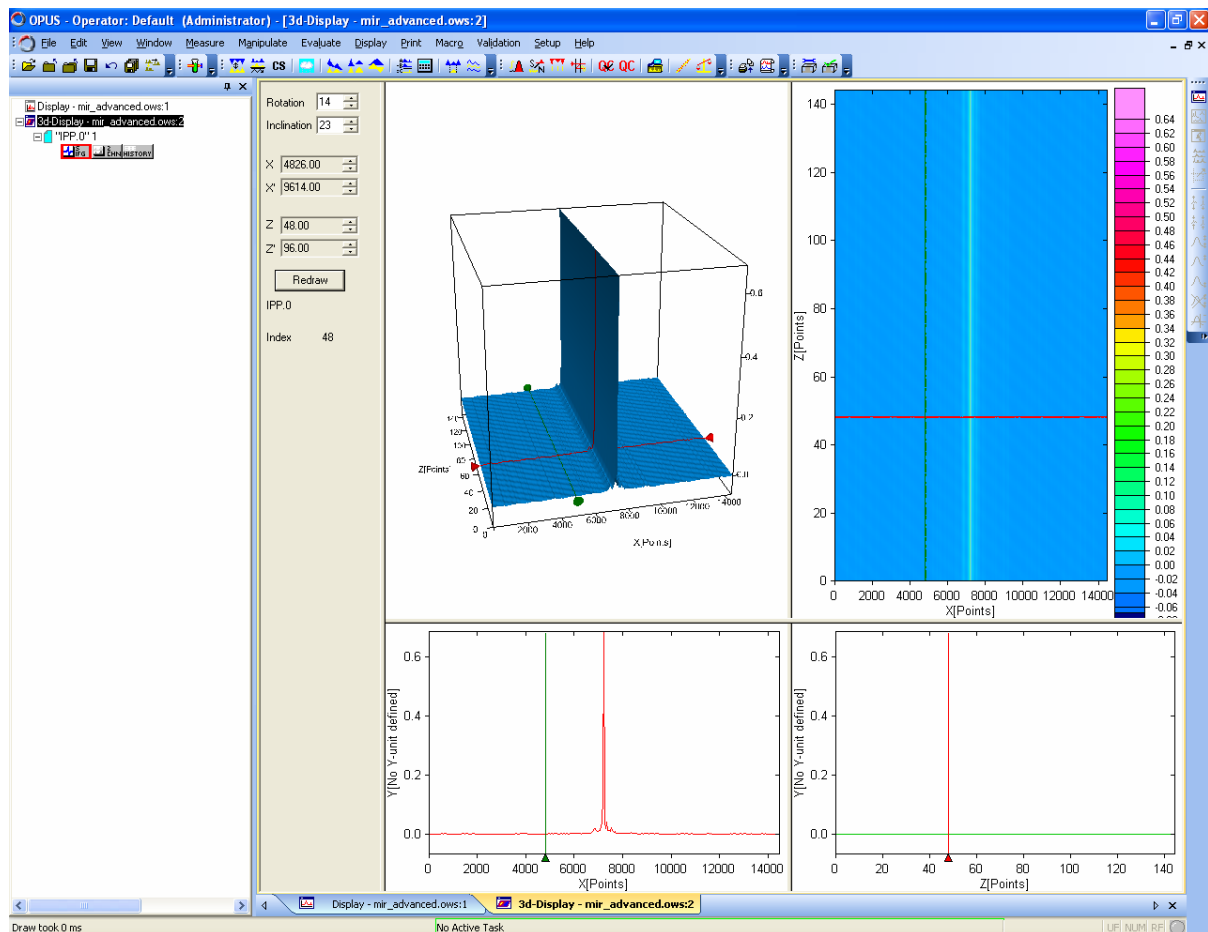 OPUS - Operator: Default (Administrator) - [3d-Display - mir_advanced.ows:2]
File Edit View Window Measure Manipulate Evaluate Display Print Macro Validation Setup Help
CS QC QC
Display - mir_advanced.ows:1
3d-Display - mir_advanced.ows:2
"IPP.0" 1
HISTORY
Rotation 14
Inclination 23
X 4826.00
X' 9614.00
Z 48.00
Z' 96.00
Redraw
IPP.0
Index 48
0.6
0.4
0.2
0.0
120
60
40
20
0
Z[Points]
0 2000 4000 6000 8000 10000 12000 14000
X[Points]
140
120
100
80
60
40
20
0
Z[Points]
0 2000 4000 6000 8000 10000 12000 14000
X[Points]
0.64
0.62
0.60
0.58
0.56
0.54
0.52
0.50
0.48
0.46
0.44
0.42
0.40
0.38
0.36
0.34
0.32
0.30
0.28
0.26
0.24
0.22
0.20
0.18
0.16
0.14
0.12
0.10
0.08
0.06
0.04
0.02
0.00
-0.02
-0.04
-0.06
0.6
0.4
0.2
0.0
Y[No Y-unit defined]
0 2000 4000 6000 8000 10000 12000 14000
X[Points]
0.6
0.4
0.2
0.0
Y[No Y-unit defined]
0 20 40 60 80 100 120 140
Z[Points]
Display - mir_advanced.ows:1
3d-Display - mir_advanced.ows:2
Draw took 0 ms
No Active Task
UF NUM RF